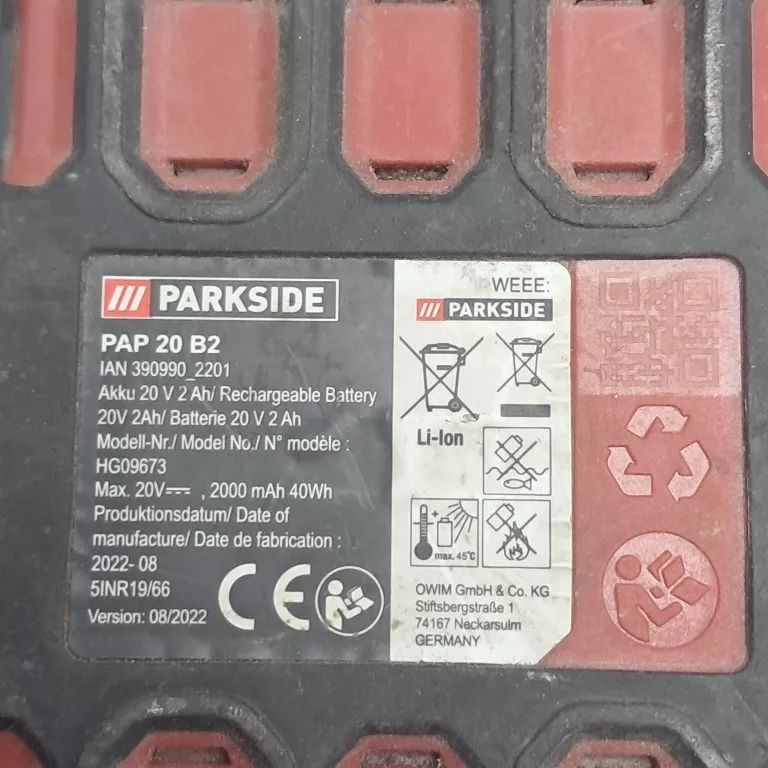 PARKSIDE
PAP 20 B2
IAN 390990_2201
Akku 20 V 2 Ah/ Rechargeable Battery
20V 2Ah/ Batterie 20 V 2 Ah
Modell-Nr./ Model No./ N° modèle :
HG09673
Max. 20V⎓ , 2000 mAh 40Wh
Produktionsdatum/ Date of
manufacture/ Date de fabrication :
2022- 08
5INR19/66
Version: 08/2022
CE
WEEE:
PARKSIDE
Li-Ion
+
max. 45°C
OWIM GmbH & Co. KG
Stiftsbergstraße 1
74167 Neckarsulm
GERMANY